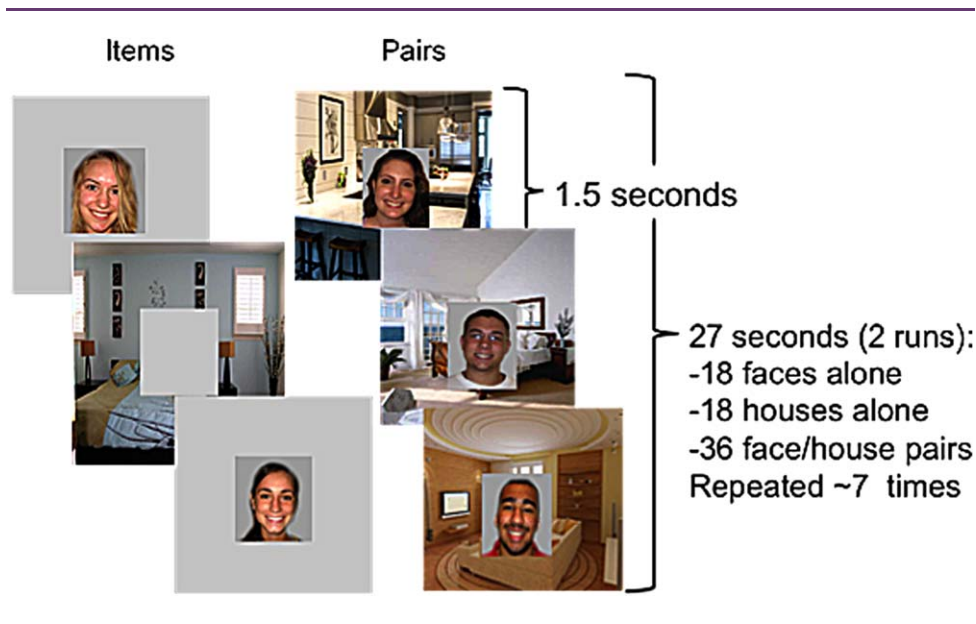 Items
Pairs
1.5 seconds
27 seconds (2 runs):
-18 faces alone
-18 houses alone
-36 face/house pairs
Repeated ~7 times